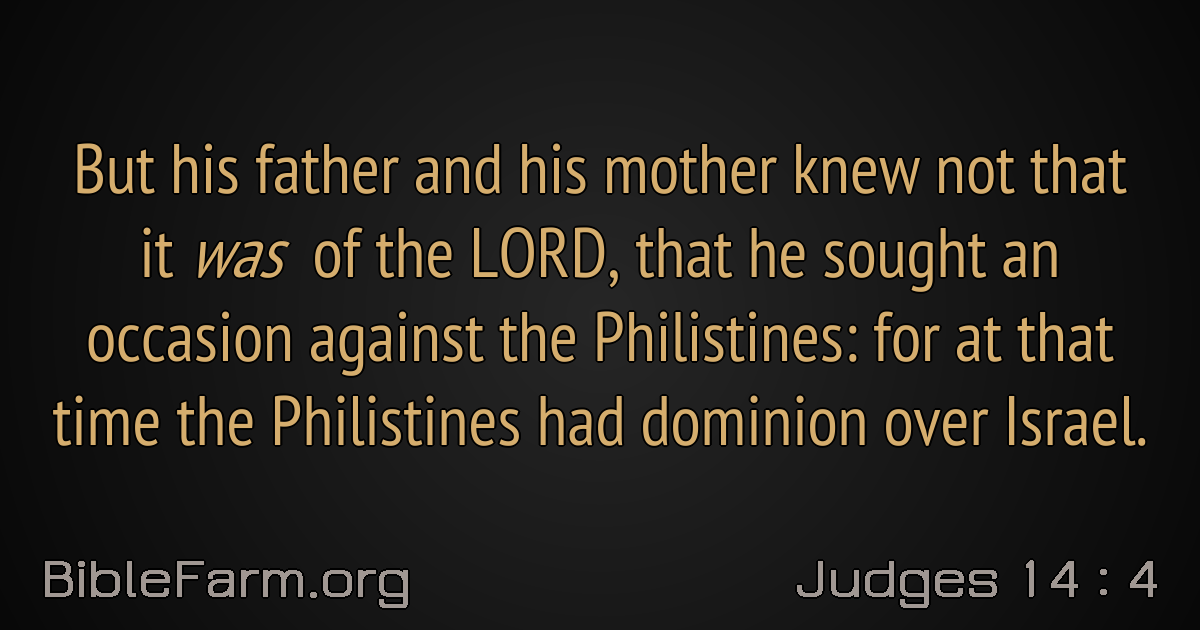 But his father and his mother knew not that
it was of the LORD, that he sought an
occasion against the Philistines: for at that
time the Philistines had dominion over Israel.
BibleFarm.org
Judges 14 : 4